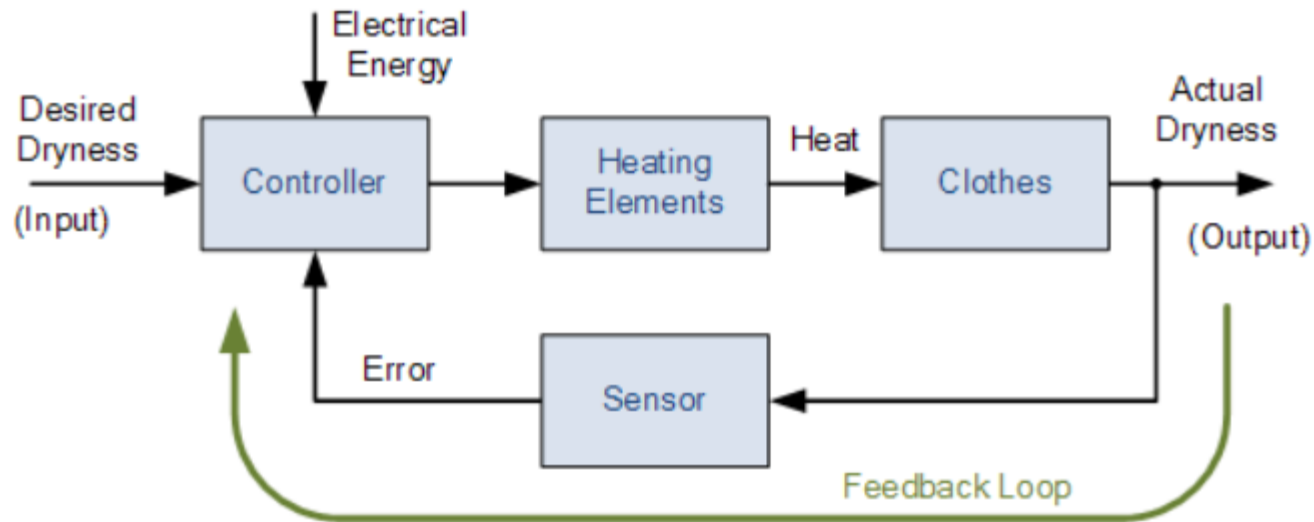 Electrical
Energy
Desired
Dryness
(Input)
Controller
Heating
Elements
Heat
Clothes
Actual
Dryness
(Output)
Error
Sensor
Feedback Loop